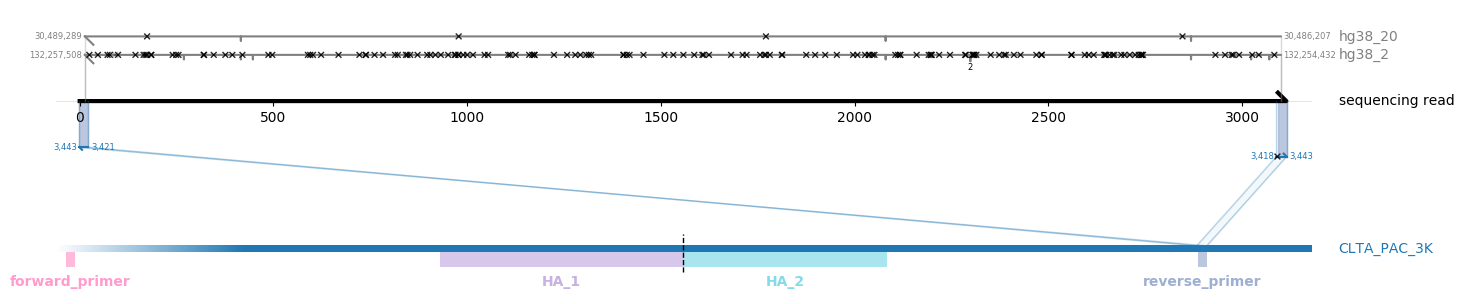 30,489,289 30,486,207 hg38_20
132,257,508 132,254,432 hg38_2
2
sequencing read
0 500 1000 1500 2000 2500 3000
3,443 3,421
3,418 3,443
CLTA_PAC_3K
forward_primer HA_1 HA_2 reverse_primer